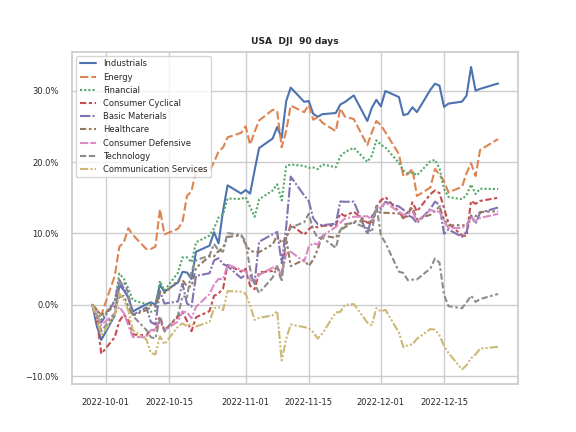 USA DJI 90 days
Industrials
Energy
Financial
Consumer Cyclical
Basic Materials
Healthcare
Consumer Defensive
Technology
Communication Services
30.0%
20.0%
10.0%
0.0%
−10.0%
2022-10-01 2022-10-15 2022-11-01 2022-11-15 2022-12-01 2022-12-15